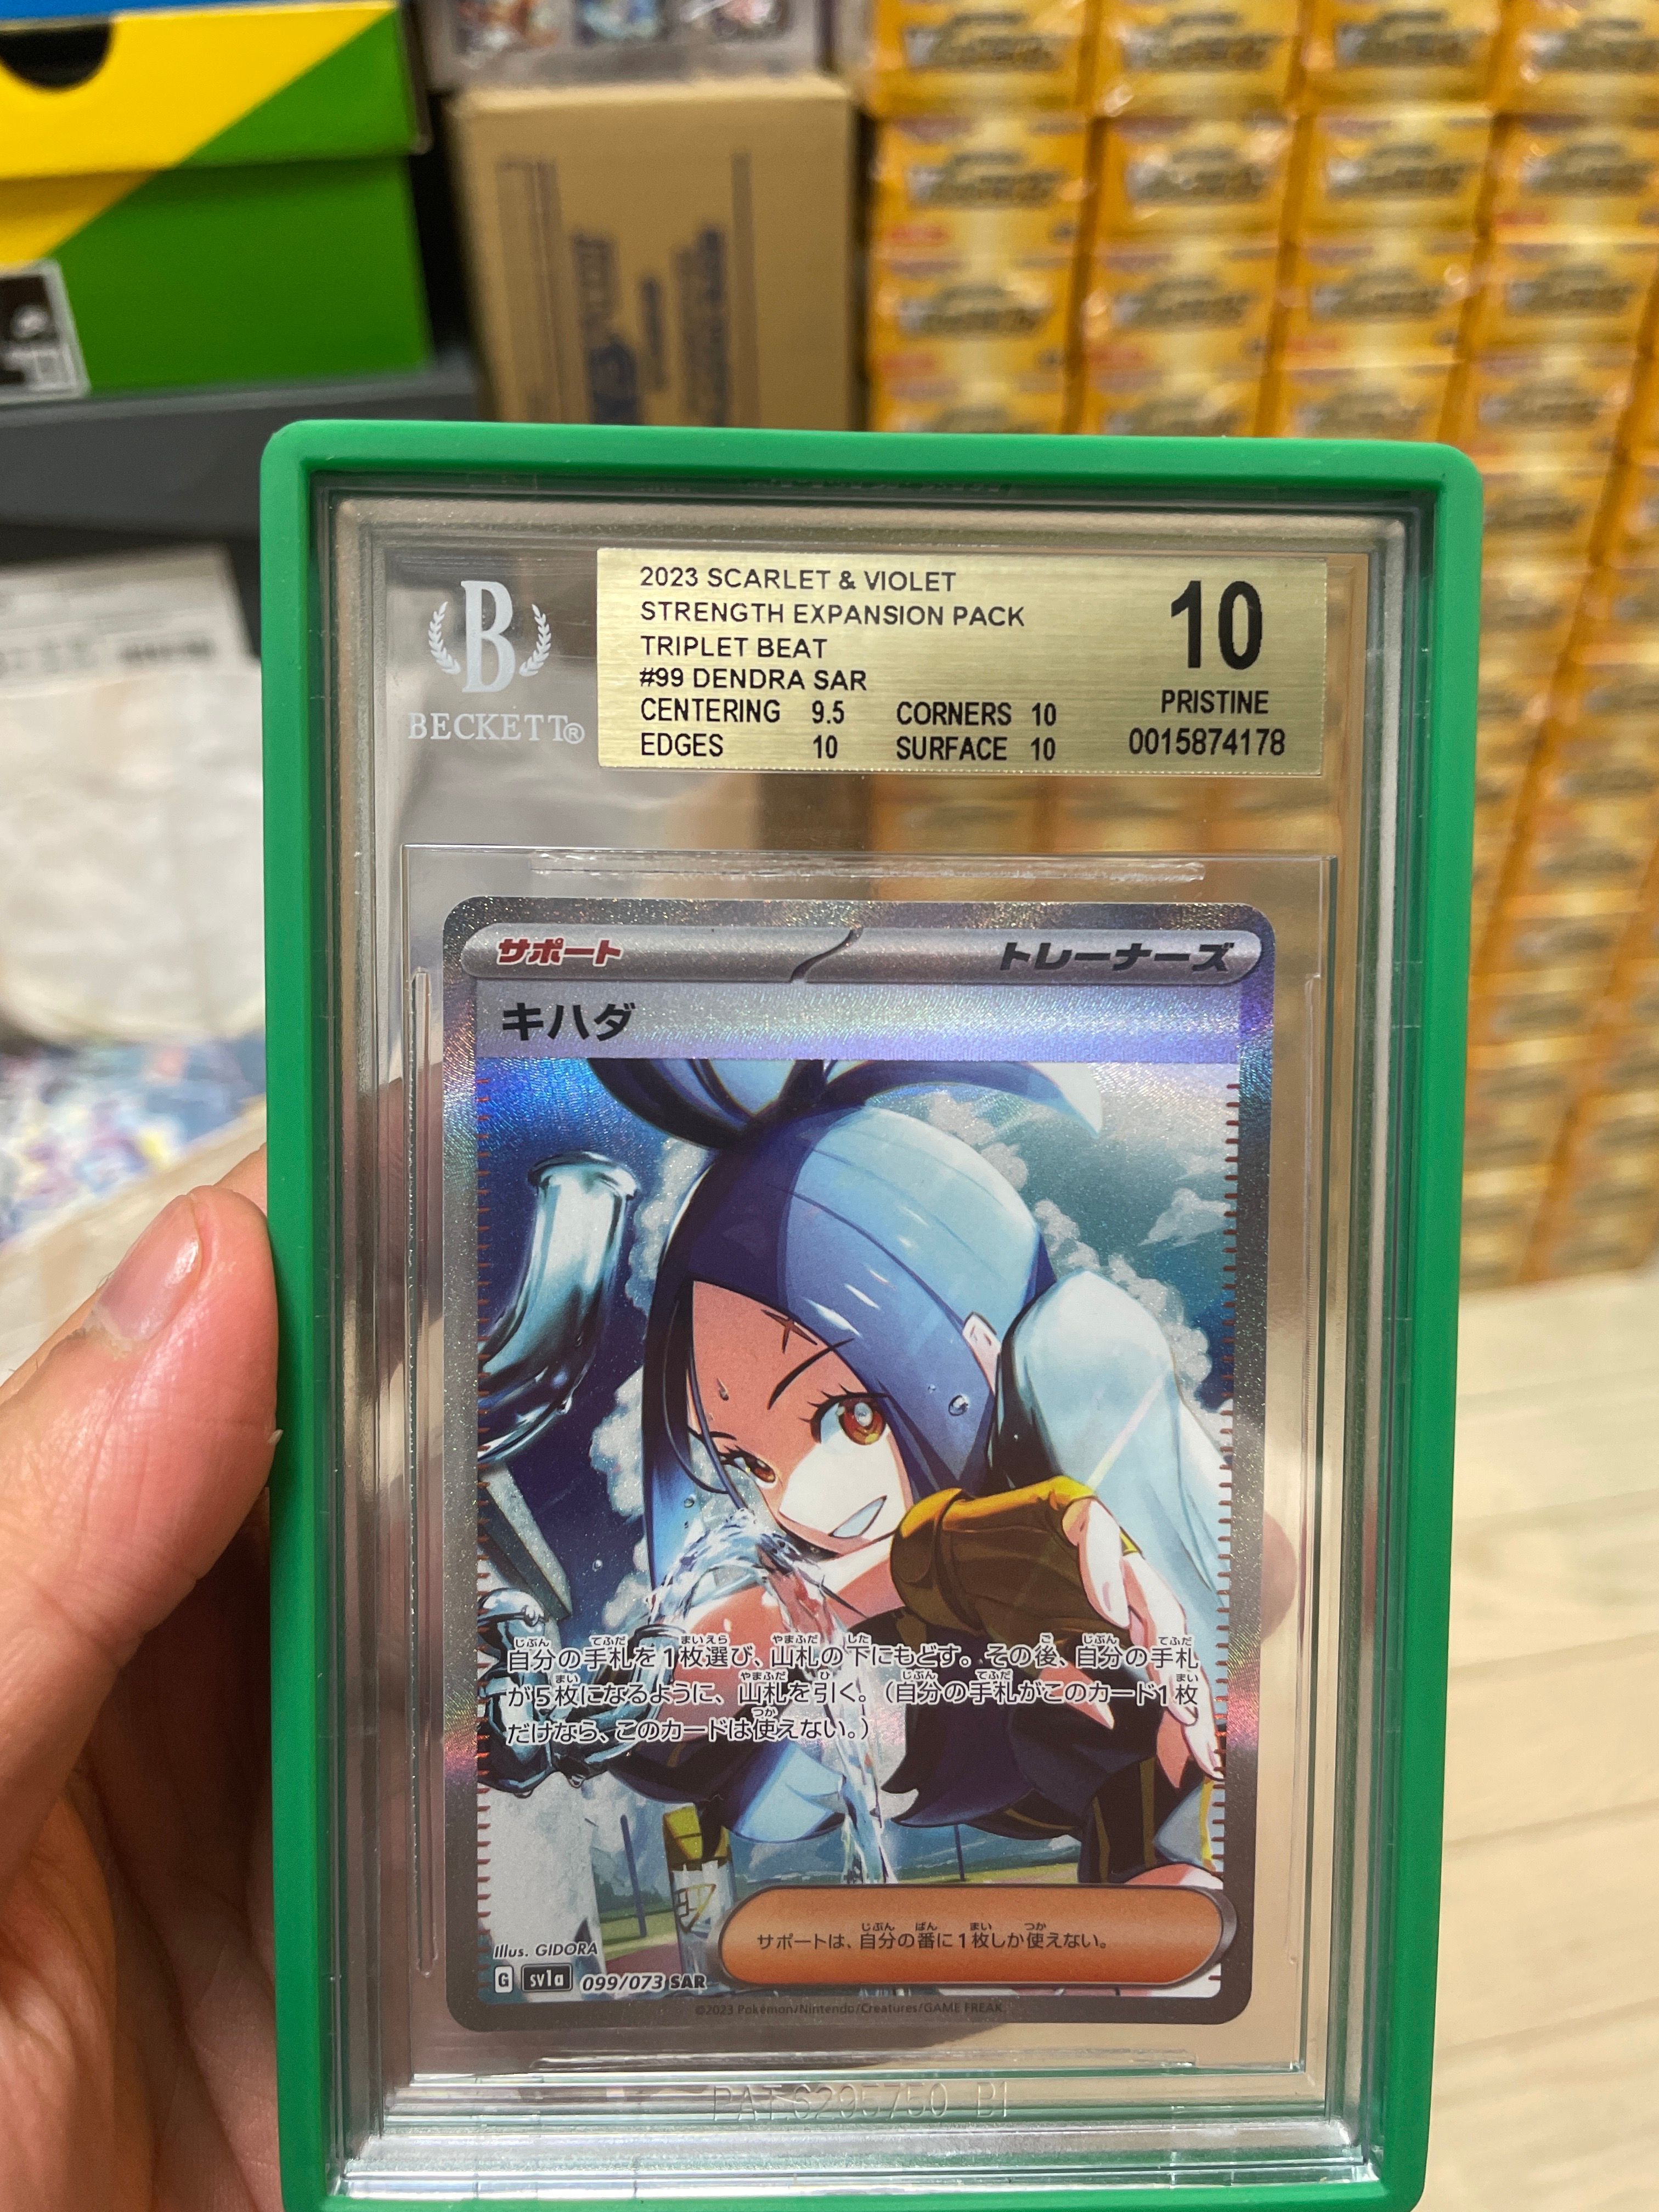 B
BECKETT®
2023 SCARLET & VIOLET
STRENGTH EXPANSION PACK
TRIPLET BEAT
#99 DENDRA SAR
CENTERING 9.5 CORNERS 10
EDGES 10 SURFACE 10
10
PRISTINE
0015874178
サポート トレーナーズ
キハダ
自分の手札を1枚選び、山札の下にもどす。その後、自分の手札
が5枚になるように、山札を引く。（自分の手札がこのカード1枚
だけなら、このカードは使えない。）
サポートは、自分の番に1枚しか使えない。
Illus. GIDORA
G sv1a 099/073 SAR
©2023 Pokémon/Nintendo/Creatures/GAME FREAK.
PAT 6295750 B1